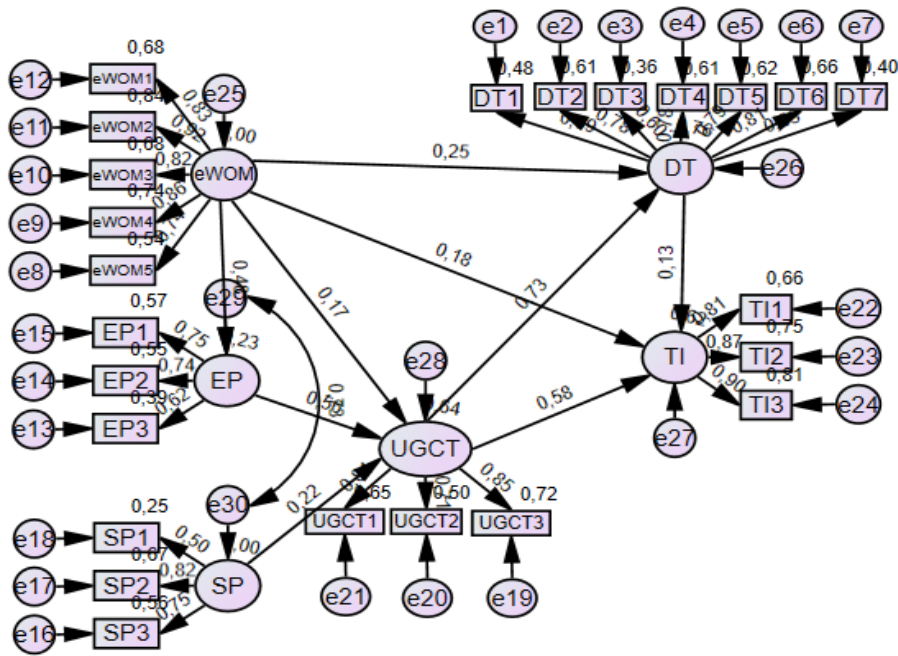 e1 e2 e3 e4 e5 e6 e7
0,48 0,61 0,36 0,61 0,62 0,66 0,40
DT1 DT2 DT3 DT4 DT5 DT6 DT7
0,78
DT
e26
0,68
e12 eWOM1
0,83
e25
e11 eWOM2
0,68
e10 eWOM3 0,82
eWOM
,00
0,74
e9 eWOM4 0,86
e8 eWOM5
0,74
0,25
0,18
0,17
0,73
0,13
e29
0,57
e15 EP1 0,75
,23
0,55
e14 EP2 0,74
EP
0,39
e13 EP3 0,62
e28
UGCT
0,58
0,22
0,66
TI1 e22
0,81
0,75
TI
0,87 TI2 e23
0,90
0,81
TI3 e24
e27
,65
0,50
0,85
0,72
UGCT1 UGCT2 UGCT3
e21 e20 e19
e30
,00
0,25
e18 SP1 0,50
0,67
e17 SP2 0,82
SP
0,56
e16 SP3 0,75